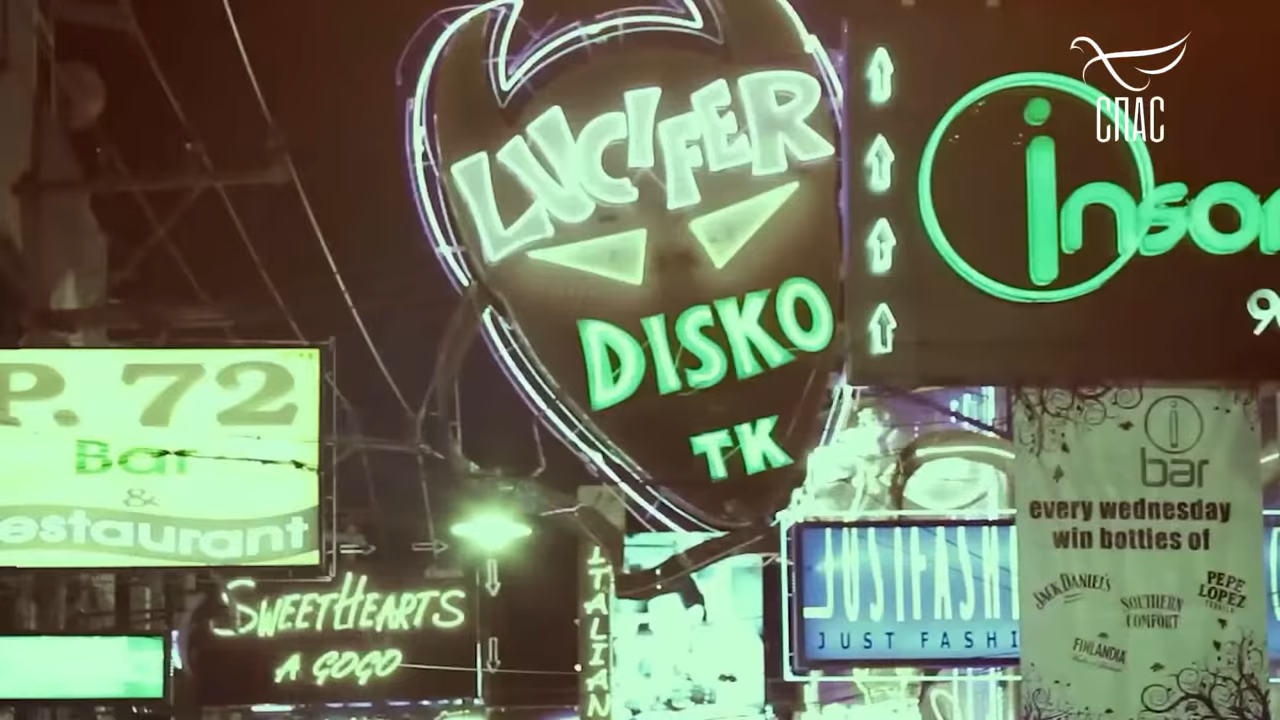 СПАС
LUCIFER
DISKO
TK
P. 72
Bar
&
estaurant
SWEETHEARTS
A GOGO
ITALIAN
JUST FASHI
bar
every wednesday
win bottles of
JACK DANIEL'S
SOUTHERN
COMFORT
PEPE
LOPEZ
FINLANDIA